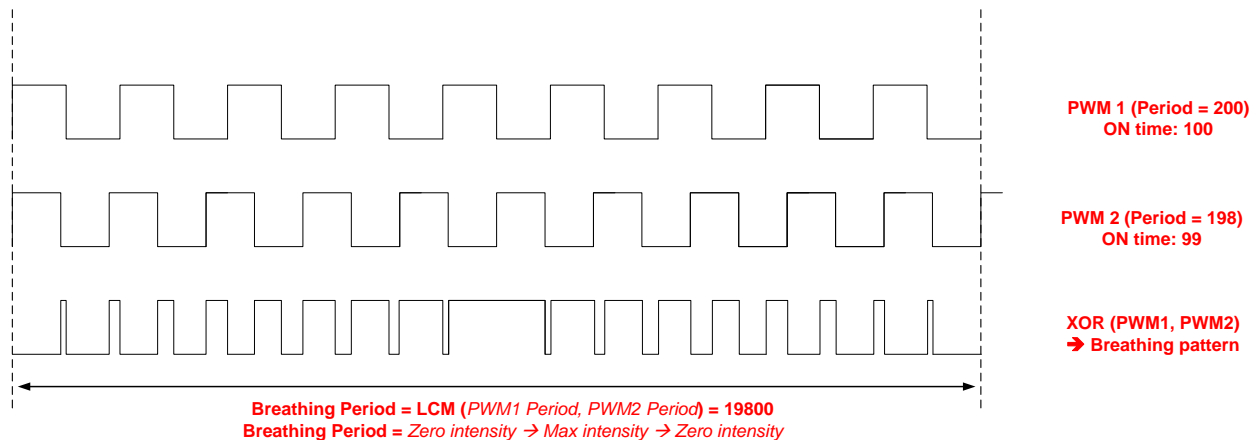 PWM 1 (Period = 200)
ON time: 100
PWM 2 (Period = 198)
ON time: 99
XOR (PWM1, PWM2)
➔ Breathing pattern
Breathing Period = LCM (PWM1 Period, PWM2 Period) = 19800
Breathing Period = Zero intensity → Max intensity → Zero intensity